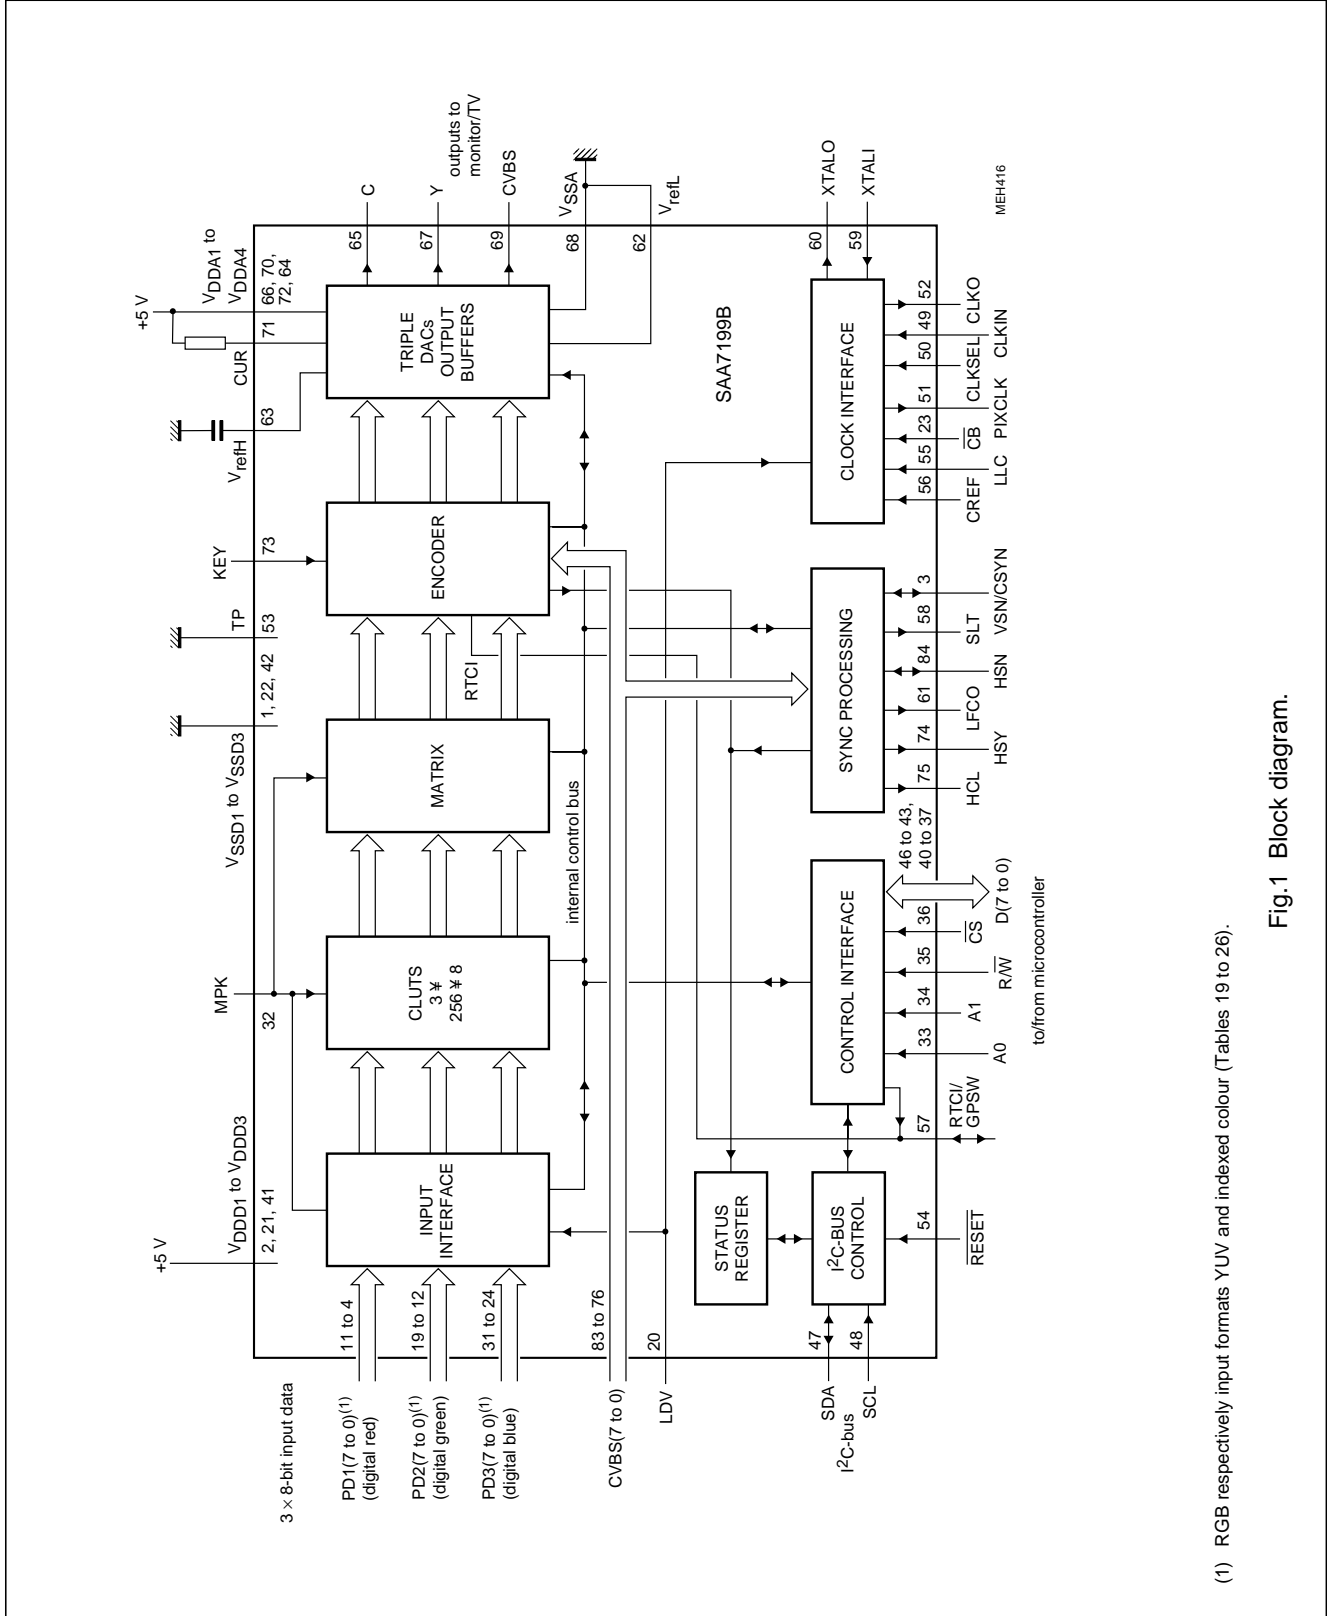 +5 V
VDDD1 to VDDD3
2, 21, 41
MPK
32
VSSD1 to VSSD3
1, 22, 42
TP
53
KEY
73
VrefH
63
CUR
71
+5 V
VDDA1 to
VDDA4
66, 70,
72, 64
3 × 8-bit input data
PD1(7 to 0)(1)
(digital red)
11 to 4
PD2(7 to 0)(1)
(digital green)
19 to 12
PD3(7 to 0)(1)
(digital blue)
31 to 24
INPUT
INTERFACE
CLUTS
3 ¥
256 ¥ 8
MATRIX
ENCODER
TRIPLE
DACs
OUTPUT
BUFFERS
65
C
67
Y
outputs to
monitor/TV
69
CVBS
68
VSSA
62
VrefL
RTCI
internal control bus
CVBS(7 to 0)
83 to 76
LDV
20
SAA7199B
STATUS
REGISTER
I2C-BUS
CONTROL
CONTROL INTERFACE
SYNC PROCESSING
CLOCK INTERFACE
60
XTALO
59
XTALI
SDA
47
I2C-bus
SCL
48
54
RESET
57
RTCI/
GPSW
33
A0
34
A1
35
R/W
36
CS
46 to 43,
40 to 37
D(7 to 0)
to/from microcontroller
75
HCL
74
HSY
61
LFCO
84
HSN
58
SLT
3
VSN/CSYN
56
CREF
55
LLC
23
CB
51
PIXCLK
50
CLKSEL
49
CLKIN
52
CLKO
MEH416
(1) RGB respectively input formats YUV and indexed colour (Tables 19 to 26).
Fig.1 Block diagram.